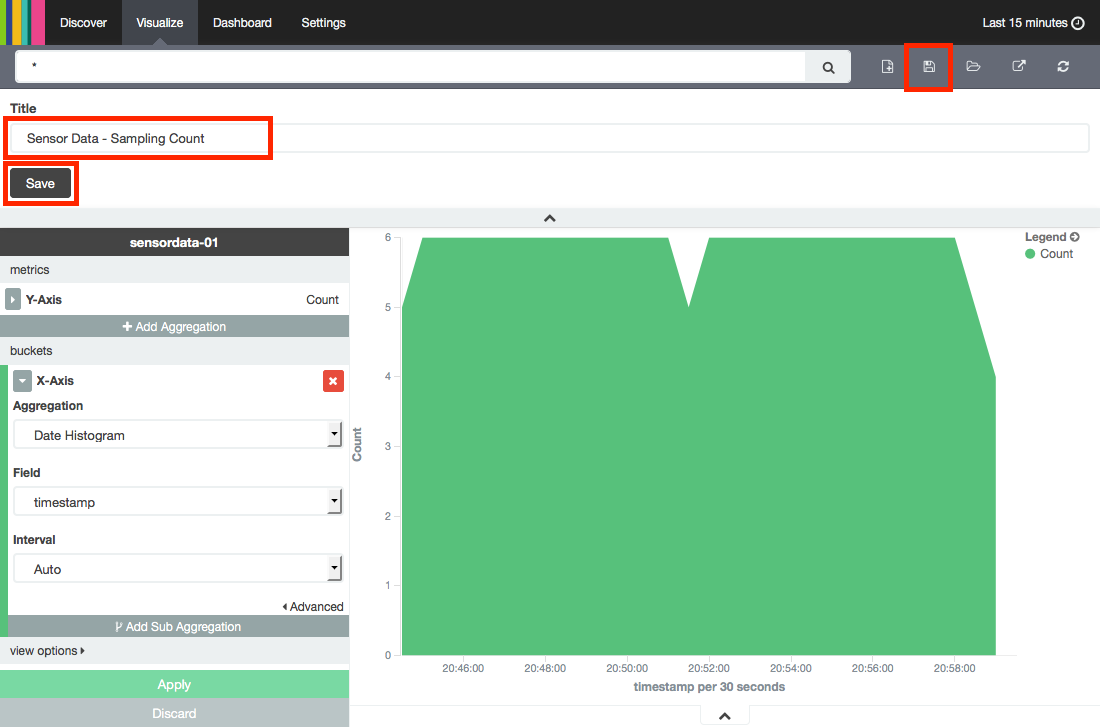 Discover Visualize Dashboard Settings Last 15 minutes
*
Title
Sensor Data - Sampling Count
Save
sensordata-01
metrics
Y-Axis Count
Add Aggregation
buckets
X-Axis
Aggregation
Date Histogram
Field
timestamp
Interval
Auto
Advanced
Add Sub Aggregation
view options
Apply
Discard
Legend
Count
6
5
4
3
2
1
0
Count
20:46:00 20:48:00 20:50:00 20:52:00 20:54:00 20:56:00 20:58:00
timestamp per 30 seconds